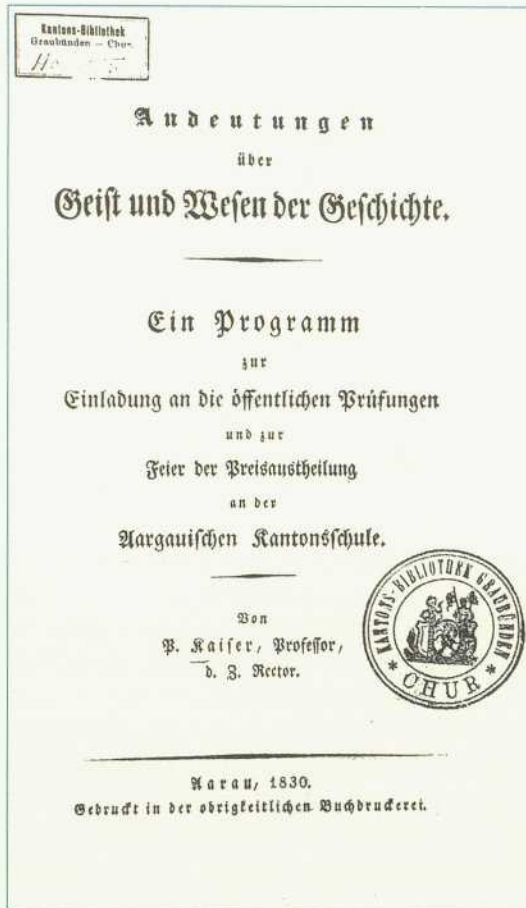 Kantons-Bibliothek
Graubünden – Chur
Andeutungen
über
Geist und Wesen der Geschichte.
Ein Programm
zur
Einladung an die öffentlichen Prüfungen
und zur
Feier der Preisaustheilung
an der
Aargauischen Kantonsschule.
Von
P. Kaiser, Professor,
d. Z. Rector.
KANTONS-BIBLIOTHEK GRAUBÜNDEN
* CHUR *
Aarau, 1830.
Gedruckt in der obrigkeitlichen Buchdruckerei.